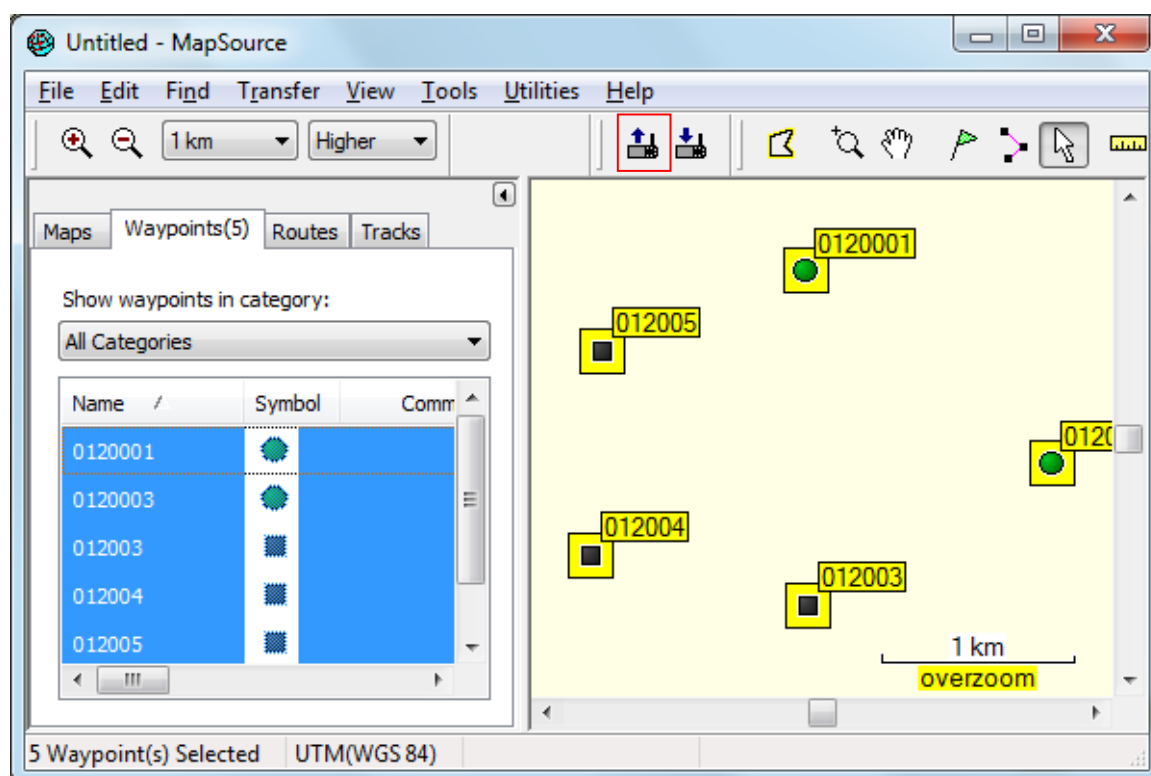 Untitled - MapSource
File Edit Find Transfer View Tools Utilities Help
1 km Higher
Maps Waypoints(5) Routes Tracks
Show waypoints in category:
All Categories
Name Symbol Comm
0120001
0120003
012003
012004
012005
0120001
012005
0120
012004
012003
1 km
overzoom
5 Waypoint(s) Selected UTM(WGS 84)